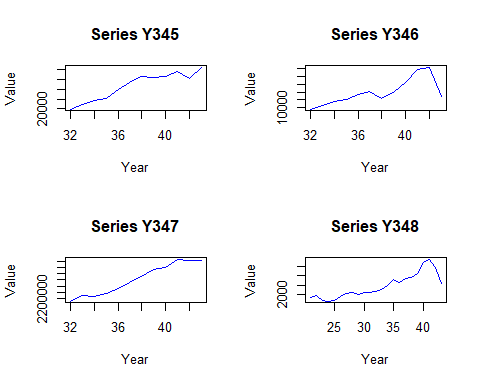 Series Y345
Value
20000
32 36 40
Year
Series Y346
Value
10000
32 36 40
Year
Series Y347
Value
2200000
32 36 40
Year
Series Y348
Value
2000
25 30 35 40
Year